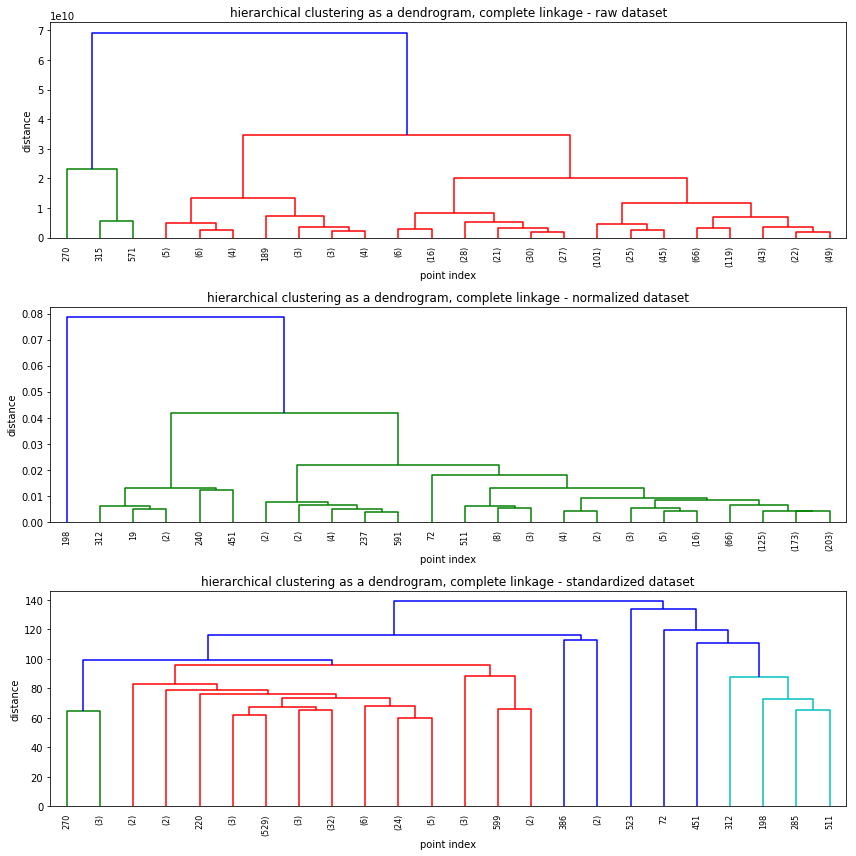 hierarchical clustering as a dendrogram, complete linkage - raw dataset
1e10
7
6
5
4
3
2
1
0
distance
270 315 571 (5) (6) (4) 189 (3) (3) (4) (6) (16) (28) (21) (30) (27) (101) (25) (45) (66) (119) (43) (22) (49)
point index
hierarchical clustering as a dendrogram, complete linkage - normalized dataset
0.08
0.07
0.06
0.05
0.04
0.03
0.02
0.01
0.00
distance
198 312 19 (2) 240 451 (2) (2) (4) 237 591 72 511 (8) (3) (4) (2) (3) (5) (16) (66) (125) (173) (203)
point index
hierarchical clustering as a dendrogram, complete linkage - standardized dataset
140
120
100
80
60
40
20
0
distance
270 (3) (2) (2) 220 (3) (529) (3) (32) (6) (24) (5) (3) 599 (2) 386 (2) 523 72 451 312 198 285 511
point index